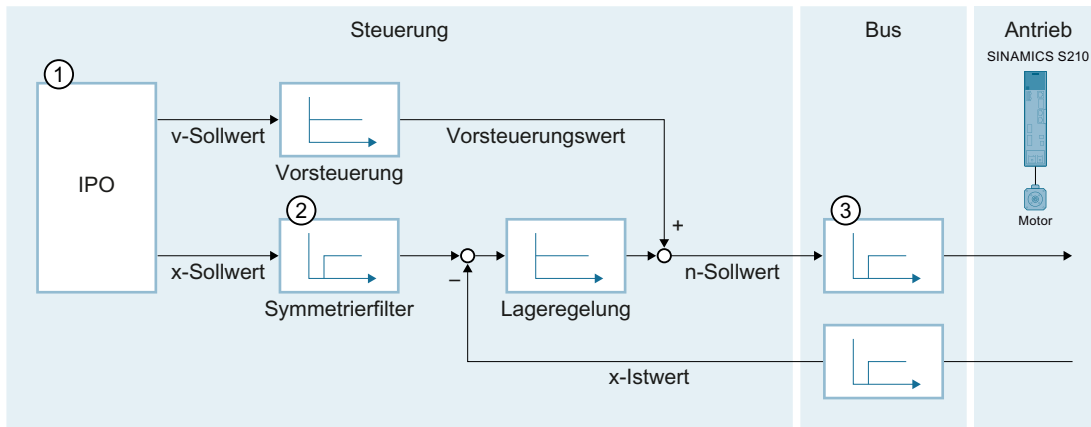 Steuerung
Bus
Antrieb
SINAMICS S210
1
v-Sollwert
Vorsteuerungswert
Vorsteuerung
IPO
2
3
Motor
+
x-Sollwert
–
n-Sollwert
Symmetrierfilter
Lageregelung
x-Istwert